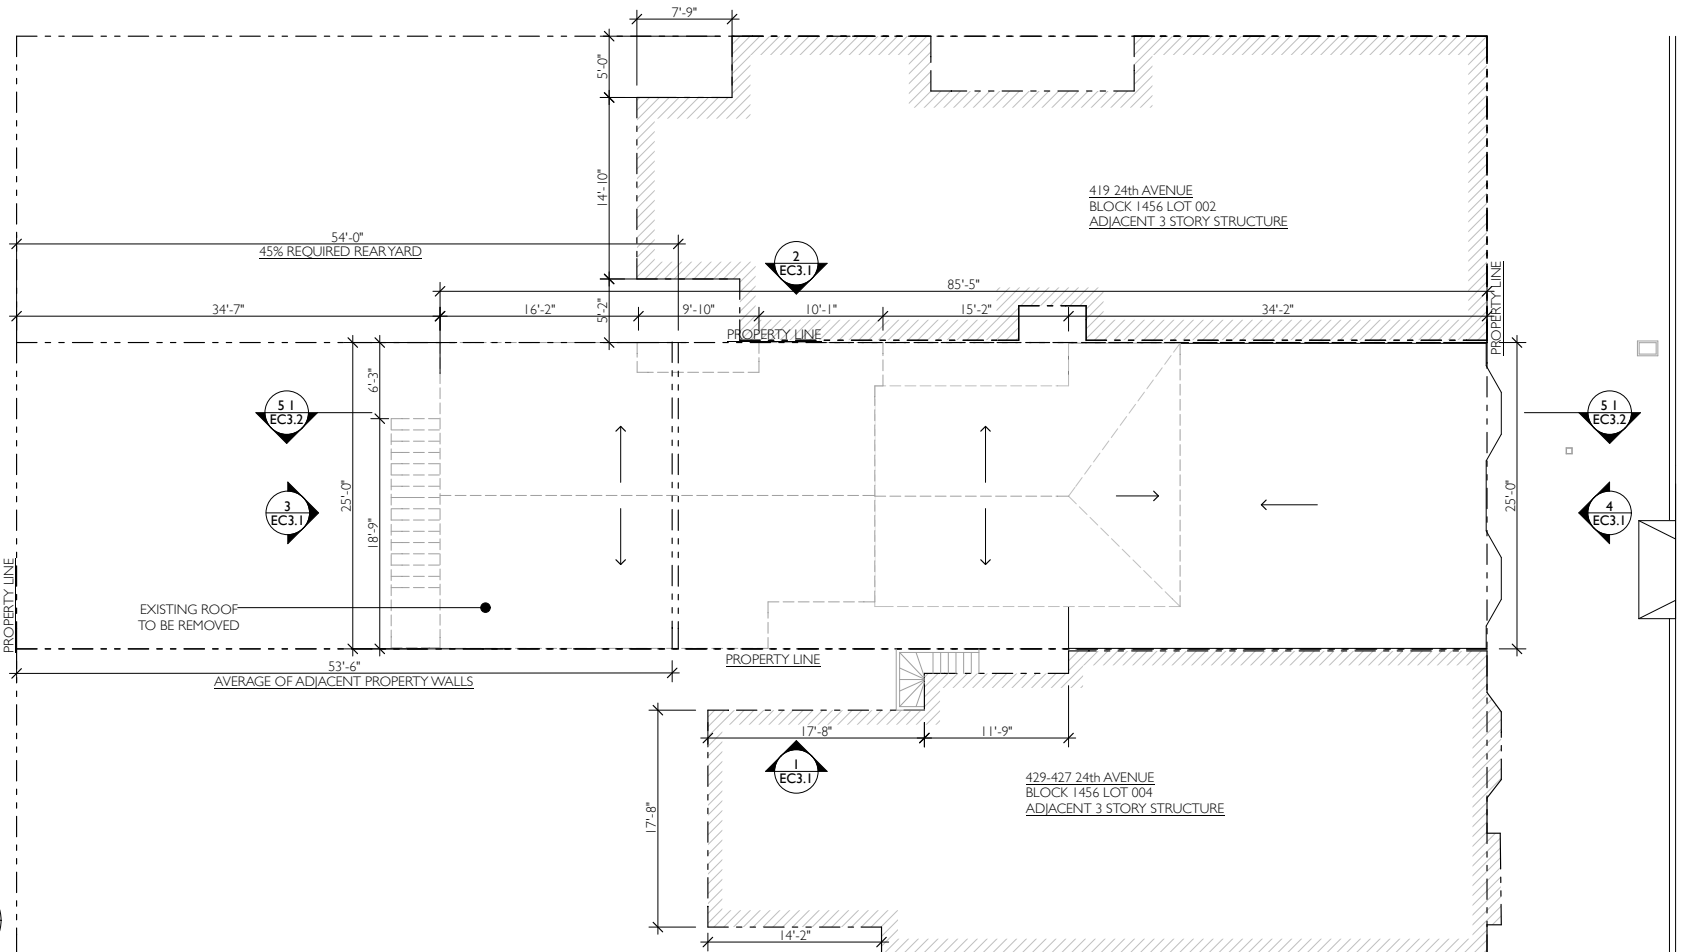 7'-9"
5'-0"
14'-10"
419 24th AVENUE
BLOCK 1456 LOT 002
ADJACENT 3 STORY STRUCTURE
54'-0"
45% REQUIRED REAR YARD
2
EC3.1
85'-5"
34'-7"
16'-2"
5'-2"
9'-10"
10'-1"
15'-2"
34'-2"
PROPERTY LINE
PROPERTY LINE
6'-3"
5 1
EC3.2
5 1
EC3.2
25'-0"
18'-9"
3
EC3.1
25'-0"
4
EC3.1
PROPERTY LINE
EXISTING ROOF
TO BE REMOVED
53'-6"
AVERAGE OF ADJACENT PROPERTY WALLS
PROPERTY LINE
17'-8"
11'-9"
1
EC3.1
429-427 24th AVENUE
BLOCK 1456 LOT 004
ADJACENT 3 STORY STRUCTURE
17'-8"
14'-2"